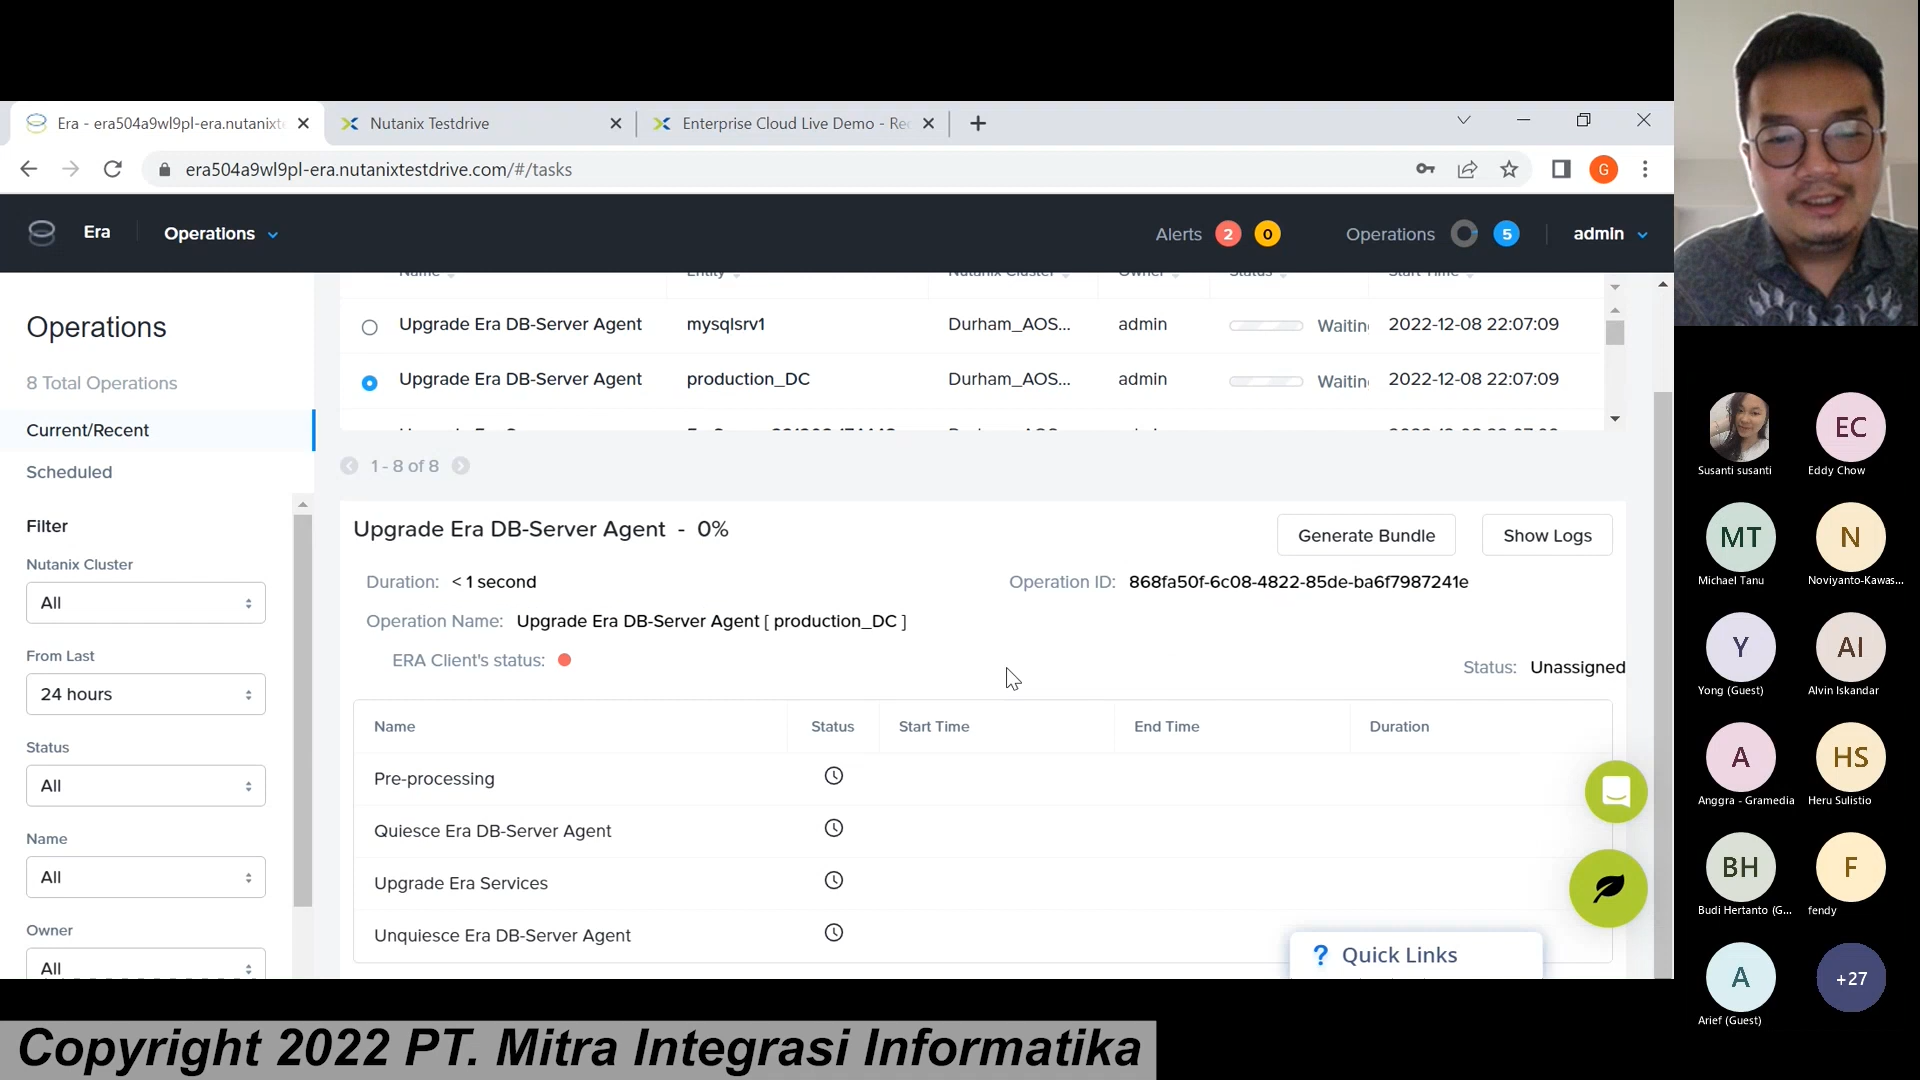 Era - era504a9wl9pl-era.nutanixt
Nutanix Testdrive
Enterprise Cloud Live Demo - Re
era504a9wl9pl-era.nutanixtestdrive.com/#/tasks
G
Era
Operations
Alerts 2 0
Operations 5
admin
Operations
8 Total Operations
Current/Recent
Scheduled
Filter
Nutanix Cluster
All
From Last
24 hours
Status
All
Name
All
Owner
All
Name Entity Nutanix Cluster Owner Status Start Time
Upgrade Era DB-Server Agent mysqlsrv1 Durham_AOS... admin Waitin 2022-12-08 22:07:09
Upgrade Era DB-Server Agent production_DC Durham_AOS... admin Waitin 2022-12-08 22:07:09
1 - 8 of 8
Upgrade Era DB-Server Agent - 0%
Generate Bundle
Show Logs
Duration: < 1 second
Operation ID: 868fa50f-6c08-4822-85de-ba6f7987241e
Operation Name: Upgrade Era DB-Server Agent [ production_DC ]
ERA Client's status:
Status: Unassigned
Name Status Start Time End Time Duration
Pre-processing
Quiesce Era DB-Server Agent
Upgrade Era Services
Unquiesce Era DB-Server Agent
? Quick Links
Susanti susanti
EC
Eddy Chow
MT
Michael Tanu
N
Noviyanto-Kawas...
Y
Yong (Guest)
AI
Alvin Iskandar
A
Anggra - Gramedia
HS
Heru Sulistio
BH
Budi Hertanto (G...
F
fendy
A
Arief (Guest)
+27
Copyright 2022 PT. Mitra Integrasi Informatika